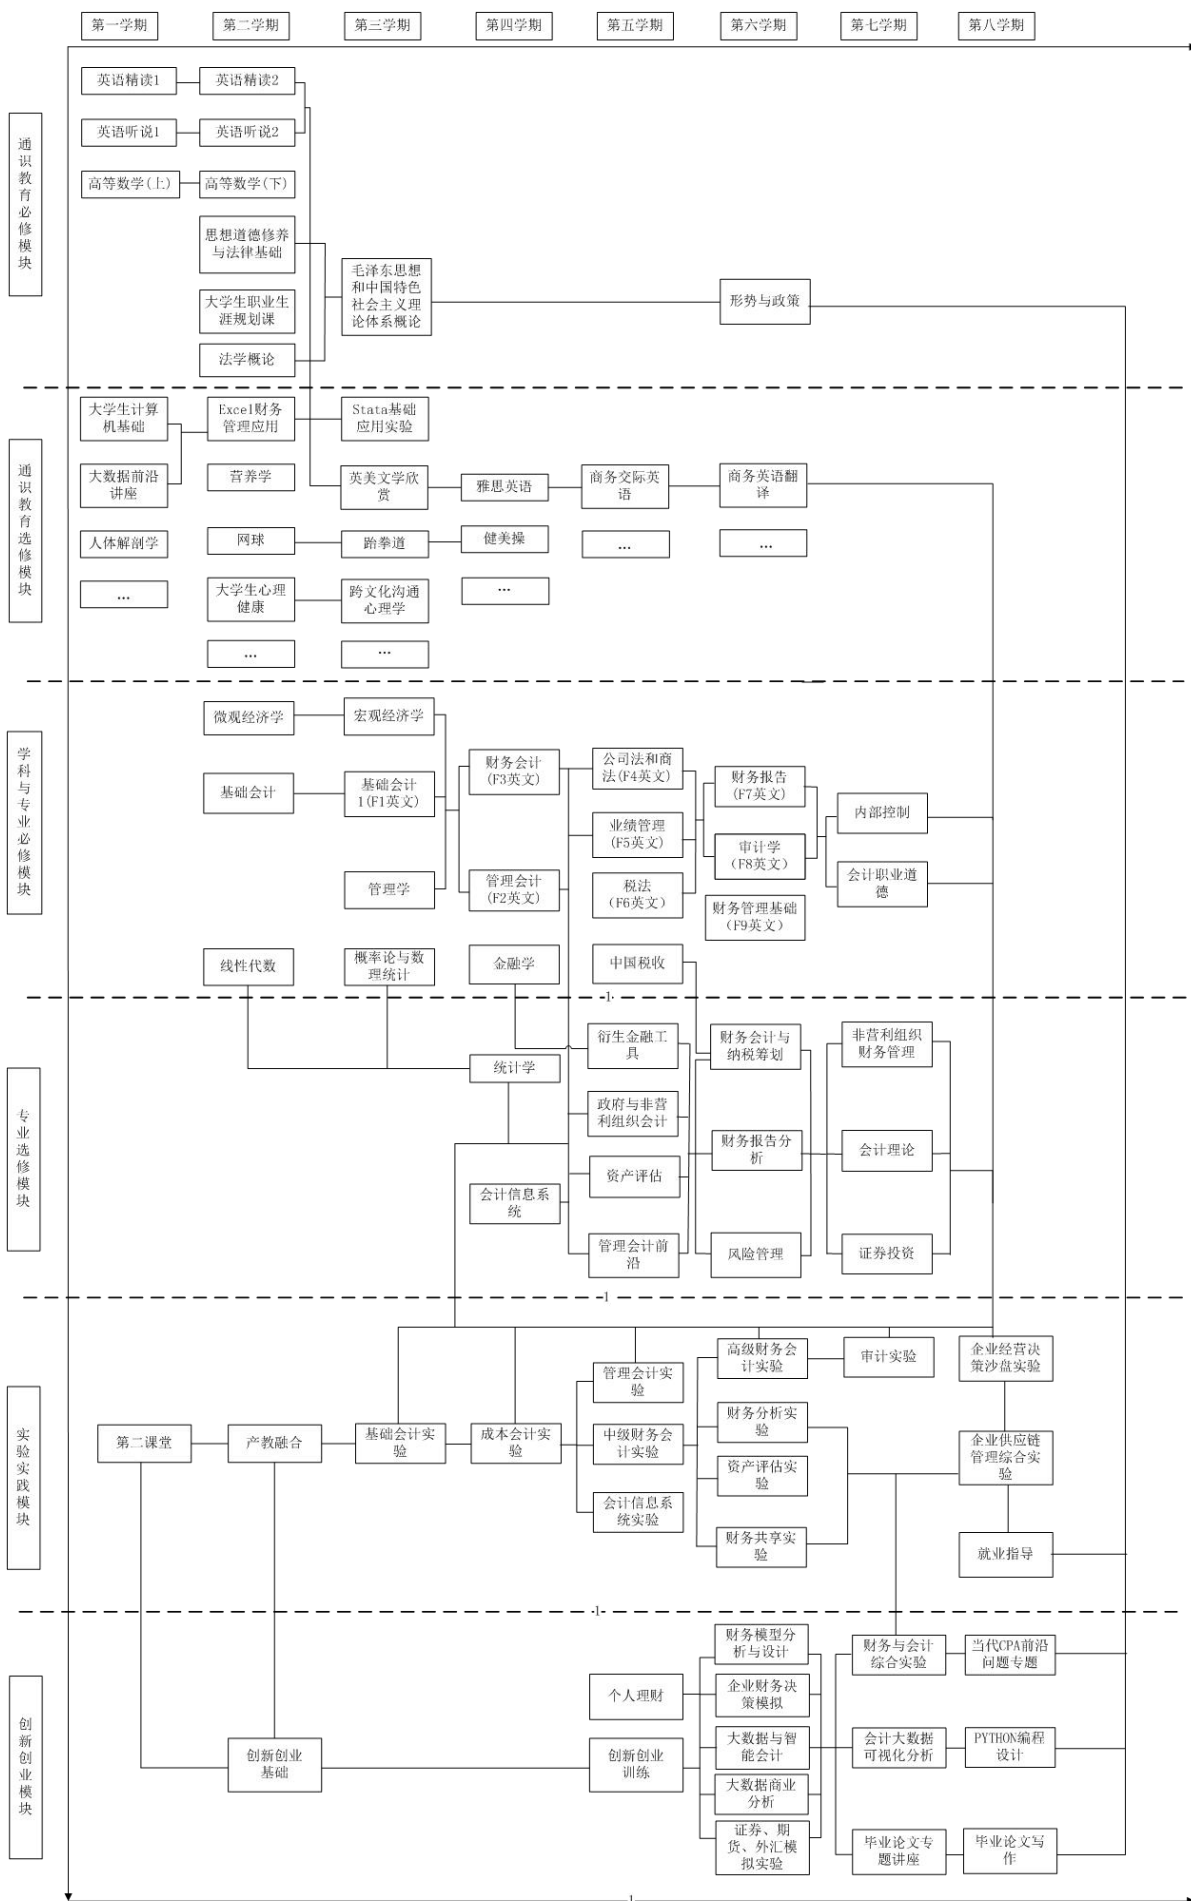 第一学期
第二学期
第三学期
第四学期
第五学期
第六学期
第七学期
第八学期
通识教育必修模块
英语精读1
英语精读2
英语听说1
英语听说2
高等数学(上)
高等数学(下)
思想道德修养
与法律基础
大学生职业生
涯规划课
法学概论
毛泽东思想
和中国特色
社会主义理
论体系概论
形势与政策
通识教育选修模块
大学生计算
机基础
Excel财务
管理应用
Stata基础
应用实验
大数据前沿
讲座
营养学
英美文学欣
赏
雅思英语
商务交际英
语
商务英语翻
译
人体解剖学
网球
跆拳道
健美操
…
…
…
大学生心理
健康
跨文化沟通
心理学
…
…
…
学科与专业必修模块
微观经济学
宏观经济学
基础会计
基础会计
1(F1英文)
管理学
财务会计
(F3英文)
管理会计
(F2英文)
公司法和商
法(F4英文)
业绩管理
(F5英文)
税法
（F6英文）
财务报告
(F7英文)
审计学
（F8英文）
财务管理基础
（F9英文）
内部控制
会计职业道
德
线性代数
概率论与数
理统计
金融学
中国税收
1
专业选修模块
统计学
会计信息系
统
衍生金融工
具
政府与非营
利组织会计
资产评估
管理会计前
沿
财务会计与
纳税筹划
财务报告分
析
风险管理
非营利组织
财务管理
会计理论
证券投资
1
实验实践模块
第二课堂
产教融合
基础会计实
验
成本会计实
验
管理会计实
验
中级财务会
计实验
会计信息系
统实验
高级财务会
计实验
财务分析实
验
资产评估实
验
财务共享实
验
审计实验
企业经营决
策沙盘实验
企业供应链
管理综合实
验
就业指导
1
创新创业模块
创新创业
基础
个人理财
创新创业
训练
财务模型分
析与设计
企业财务决
策模拟
大数据与智
能会计
大数据商业
分析
证券、期
货、外汇模
拟实验
财务与会计
综合实验
会计大数据
可视化分析
毕业论文专
题讲座
当代CPA前沿
问题专题
PYTHON编程
设计
毕业论文写
作
1